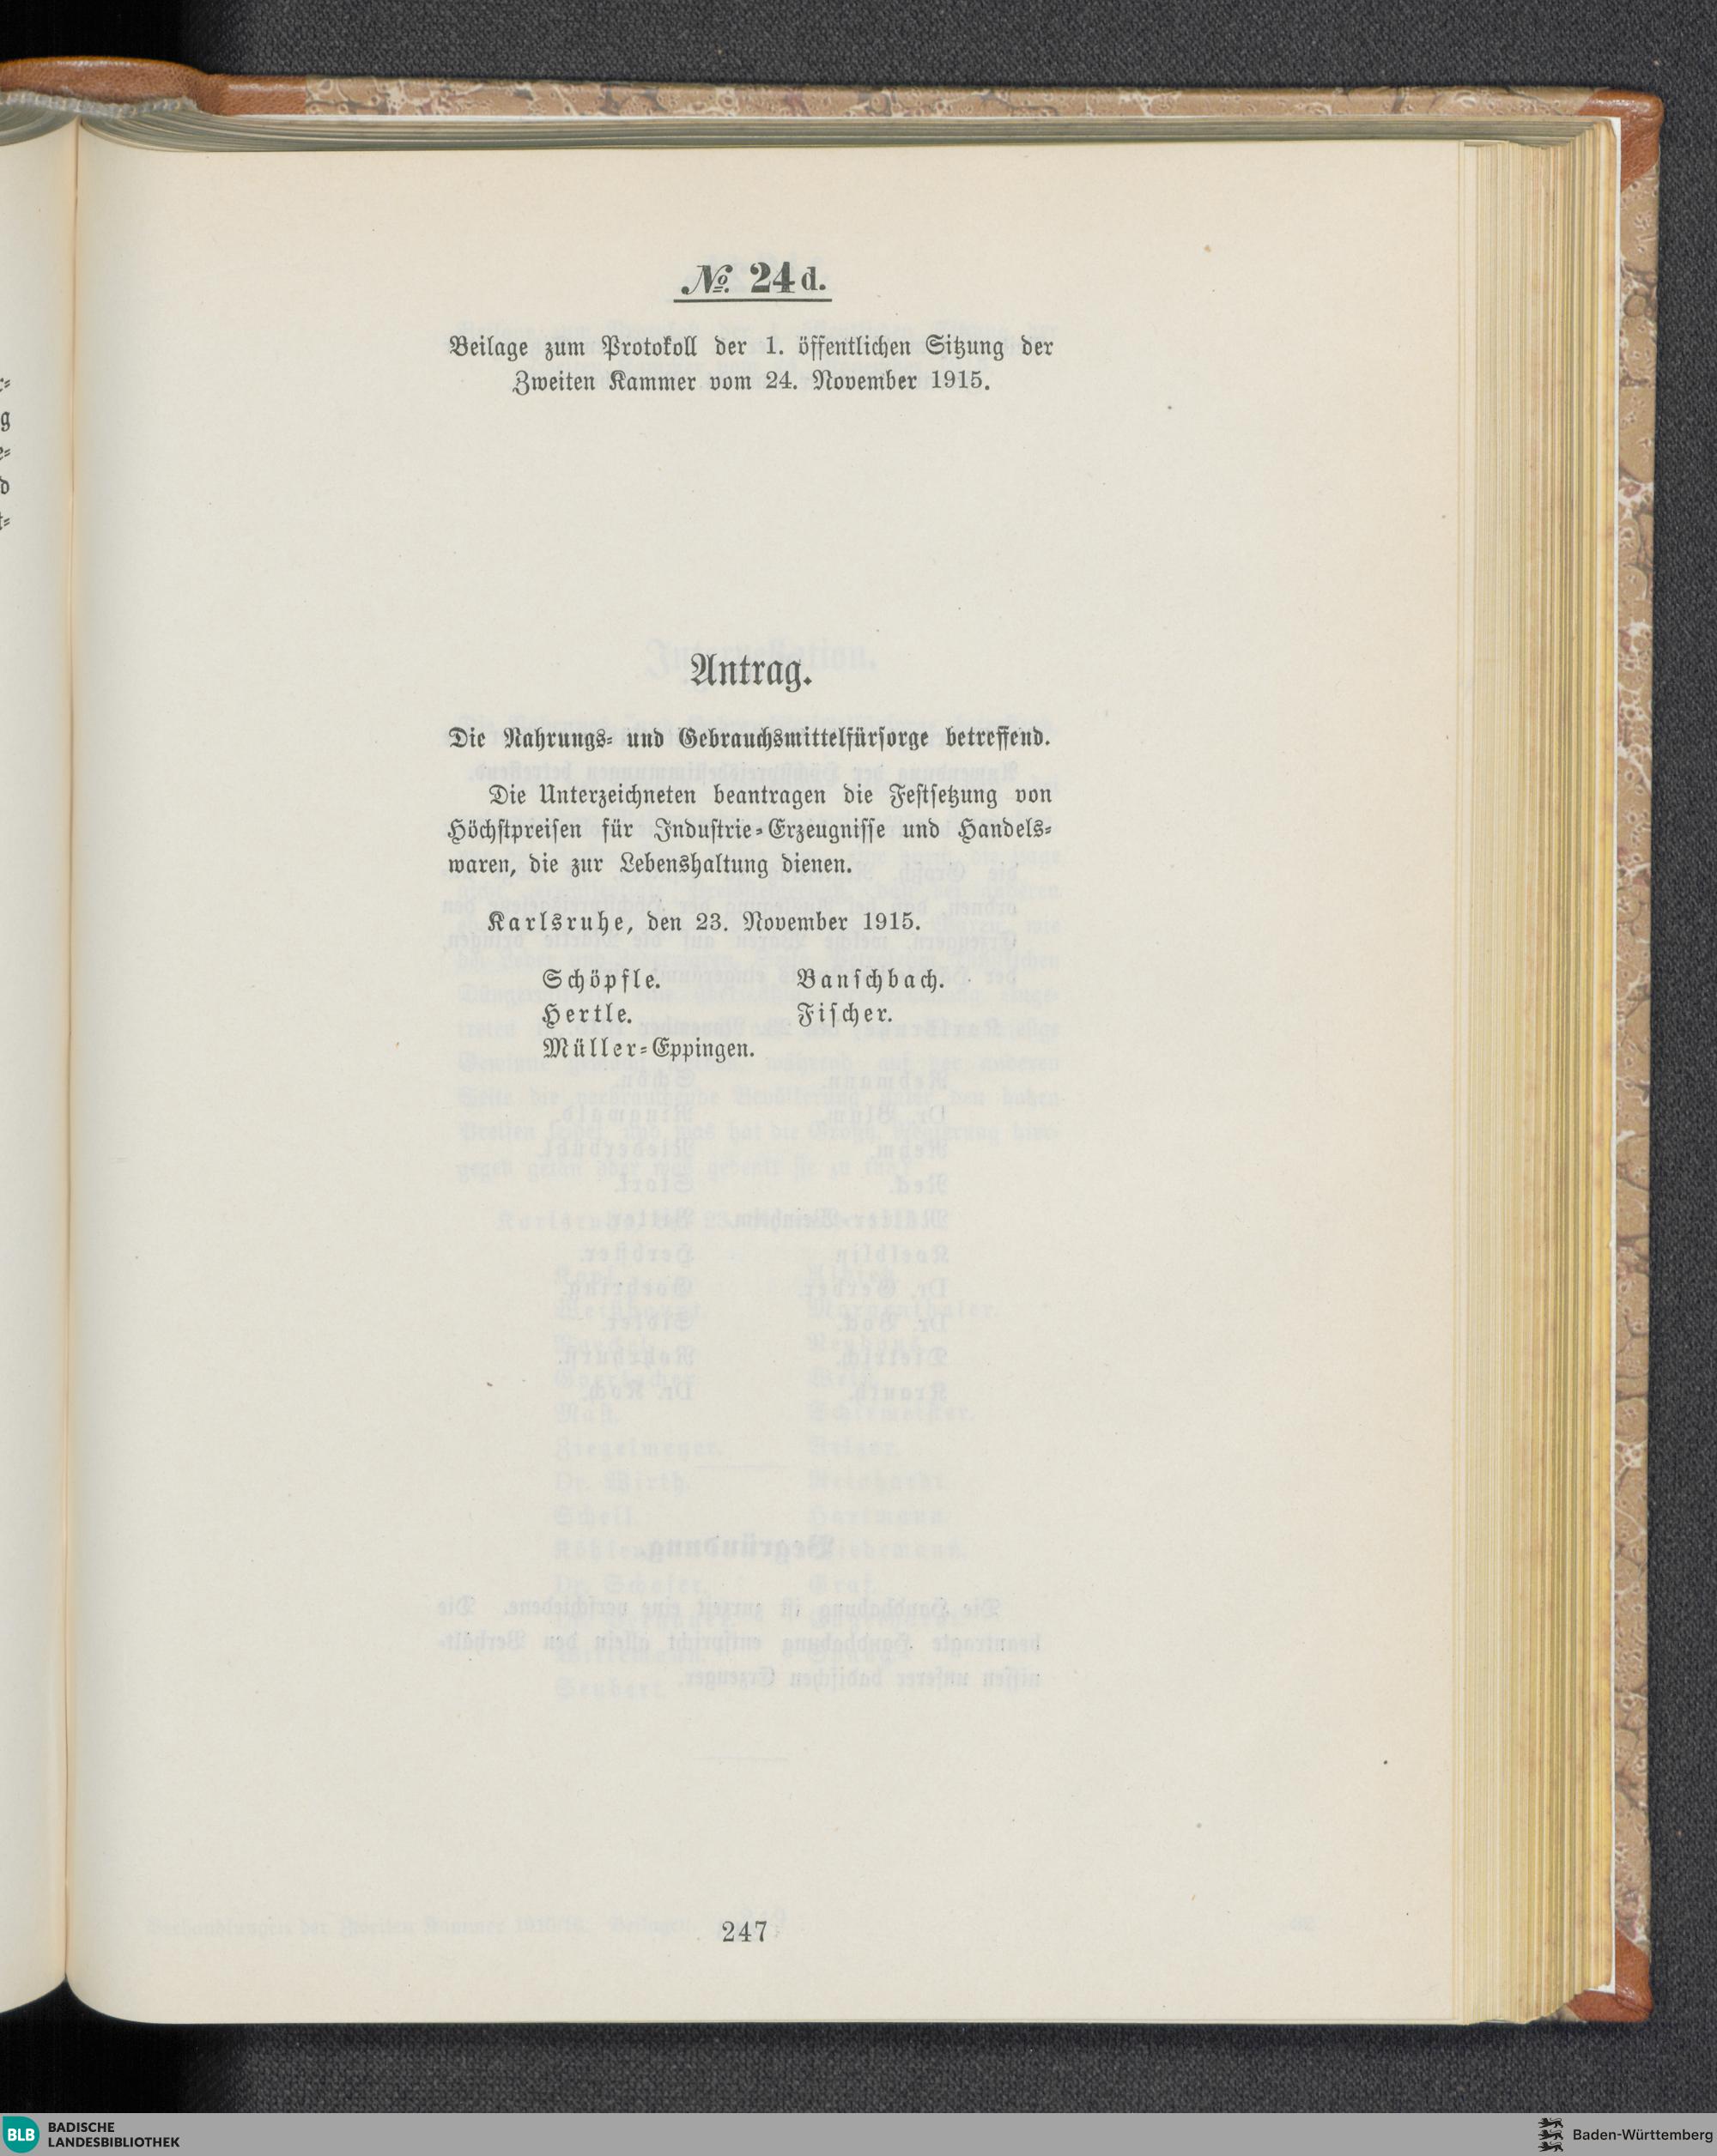 №. 24 d.
Beilage zum Protokoll der 1. öffentlichen Sitzung der
Zweiten Kammer vom 24. November 1915.
Antrag.
Die Nahrungs- und Gebrauchsmittelfürsorge betreffend.
Die Unterzeichneten beantragen die Festsetzung von
Höchstpreisen für Industrie-Erzeugnisse und Handels-
waren, die zur Lebenshaltung dienen.
Karlsruhe, den 23. November 1915.
Schöpfle. Banschbach.
Hertle. Fischer.
Müller-Eppingen.
247
BLB BADISCHE
LANDESBIBLIOTHEK
Baden-Württemberg